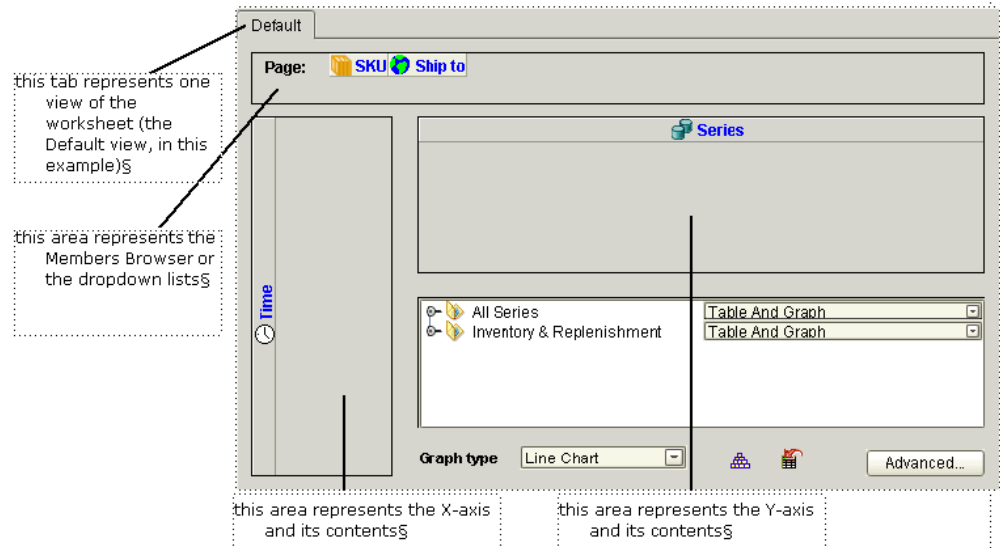 Default
Page: SKU Ship to
this tab represents one
view of the
worksheet (the
Default view, in this
example)§
Series
this area represents the
Members Browser or
the dropdown lists§
Time
All Series Table And Graph
Inventory & Replenishment Table And Graph
Graph type Line Chart Advanced...
this area represents the X-axis
and its contents§
this area represents the Y-axis
and its contents§